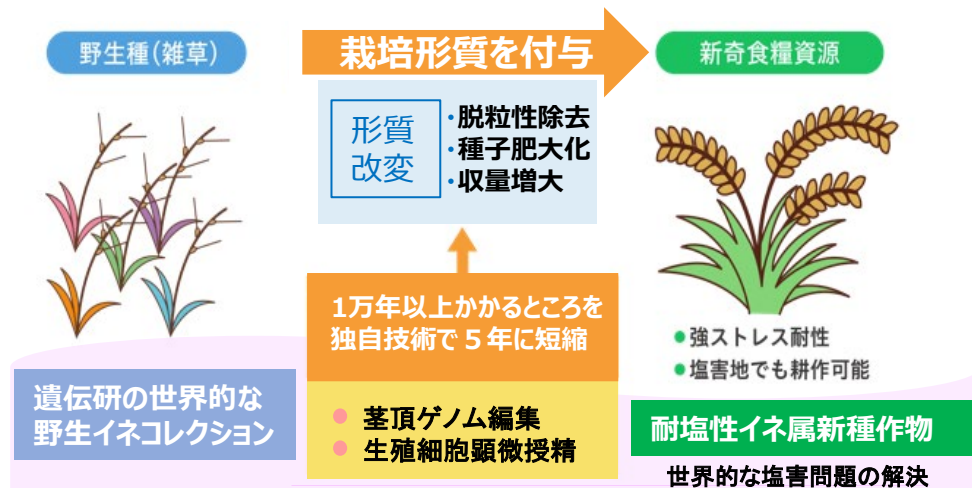 野生種(雑草)
栽培形質を付与
新奇食糧資源
形質
改変
・脱粒性除去
・種子肥大化
・収量増大
1万年以上かかるところを
独自技術で5年に短縮
●強ストレス耐性
●塩害地でも耕作可能
遺伝研の世界的な
野生イネコレクション
● 茎頂ゲノム編集
● 生殖細胞顕微授精
耐塩性イネ属新種作物
世界的な塩害問題の解決